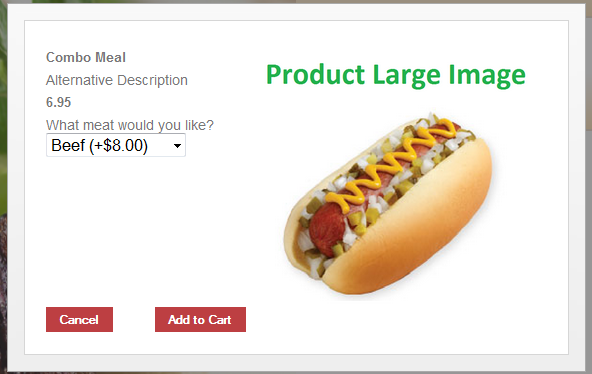 Combo Meal
Alternative Description
6.95
What meat would you like?
Beef (+$8.00)
Product Large Image
Cancel
Add to Cart